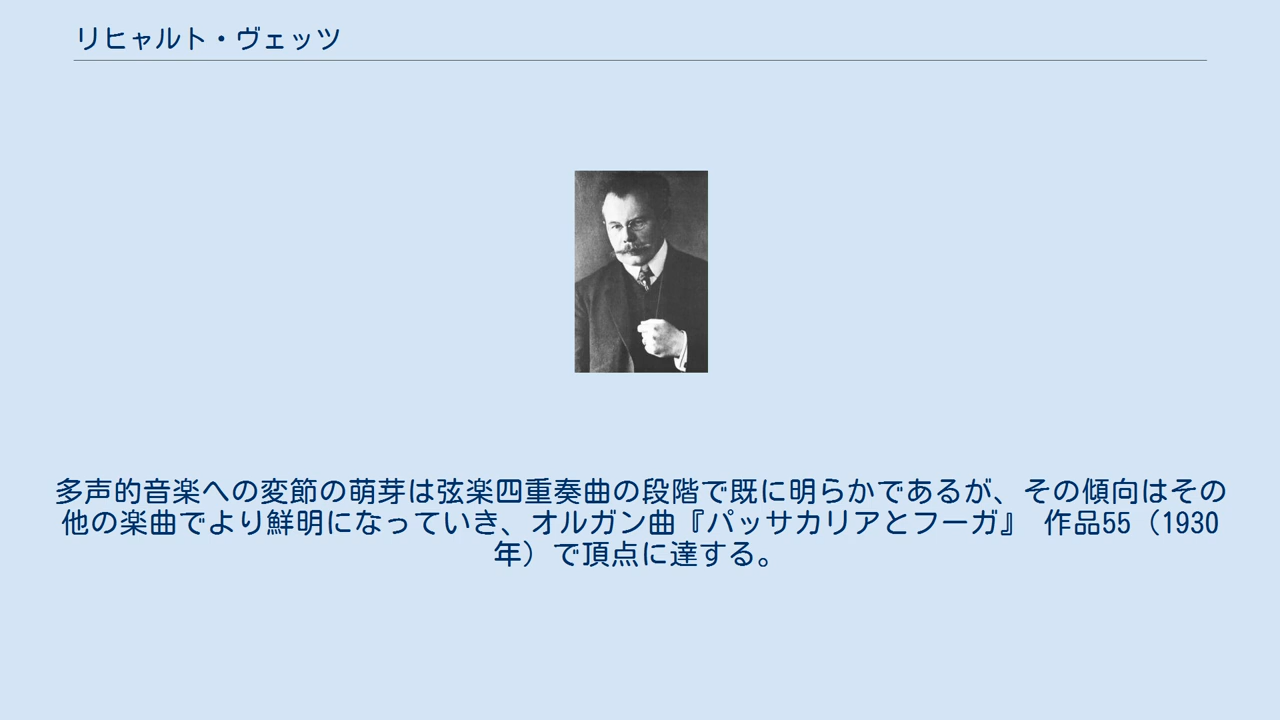 リヒャルト・ヴェッツ
多声的音楽への変節の萌芽は弦楽四重奏曲の段階で既に明らかであるが、その傾向はその
他の楽曲でより鮮明になっていき、オルガン曲『パッサカリアとフーガ』 作品55（1930
年）で頂点に達する。